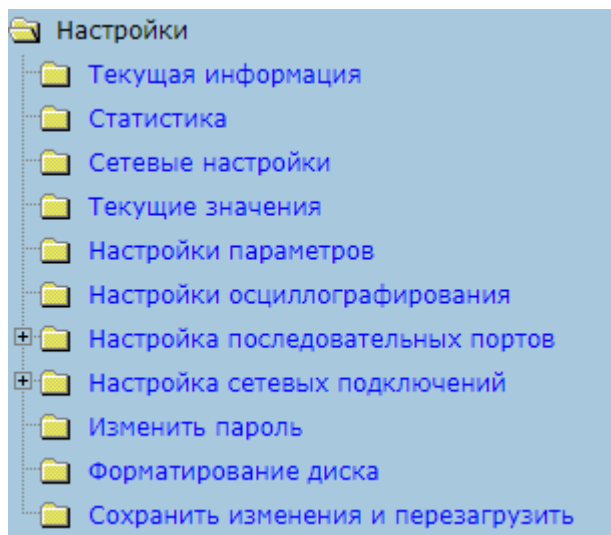 Настройки
Текущая информация
Статистика
Сетевые настройки
Текущие значения
Настройки параметров
Настройки осциллографирования
Настройка последовательных портов
Настройка сетевых подключений
Изменить пароль
Форматирование диска
Сохранить изменения и перезагрузить